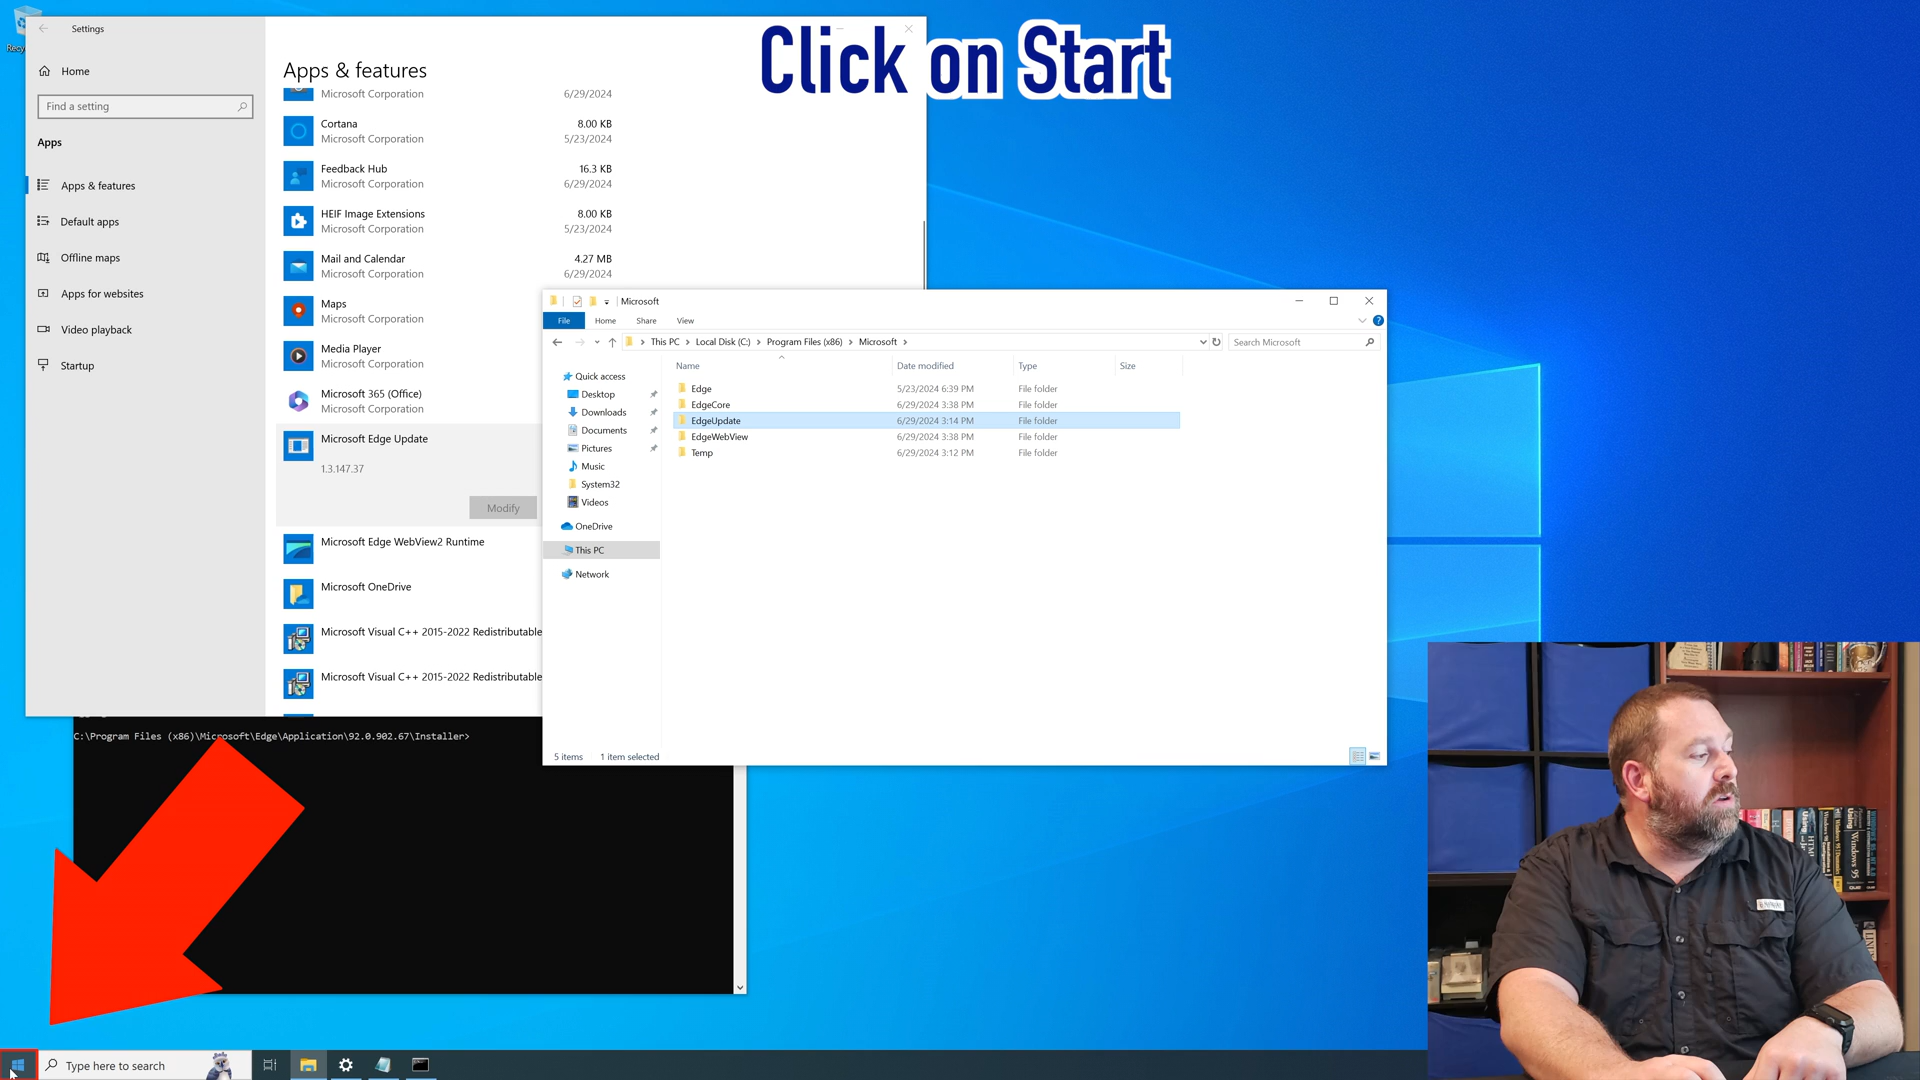 Click on Start
Recy
Settings
Home
Find a setting
Apps
Apps & features
Default apps
Offline maps
Apps for websites
Video playback
Startup
Apps & features
Microsoft Corporation 6/29/2024
Cortana 8.00 KB
Microsoft Corporation 5/23/2024
Feedback Hub 16.3 KB
Microsoft Corporation 6/29/2024
HEIF Image Extensions 8.00 KB
Microsoft Corporation 5/23/2024
Mail and Calendar 4.27 MB
Microsoft Corporation 6/29/2024
Maps
Microsoft Corporation
Media Player
Microsoft Corporation
Microsoft 365 (Office)
Microsoft Corporation
Microsoft Edge Update
1.3.147.37
Modify
Microsoft Edge WebView2 Runtime
Microsoft OneDrive
Microsoft Visual C++ 2015-2022 Redistributable
Microsoft Visual C++ 2015-2022 Redistributable
Microsoft
File Home Share View
This PC Local Disk (C:) Program Files (x86) Microsoft
Search Microsoft
Quick access
Desktop
Downloads
Documents
Pictures
Music
System32
Videos
OneDrive
This PC
Network
Name Date modified Type Size
Edge 5/23/2024 6:39 PM File folder
EdgeCore 6/29/2024 3:38 PM File folder
EdgeUpdate 6/29/2024 3:14 PM File folder
EdgeWebView 6/29/2024 3:38 PM File folder
Temp 6/29/2024 3:12 PM File folder
5 items 1 item selected
C:\Program Files (x86)\Microsoft\Edge\Application\92.0.902.67\Installer>
Type here to search